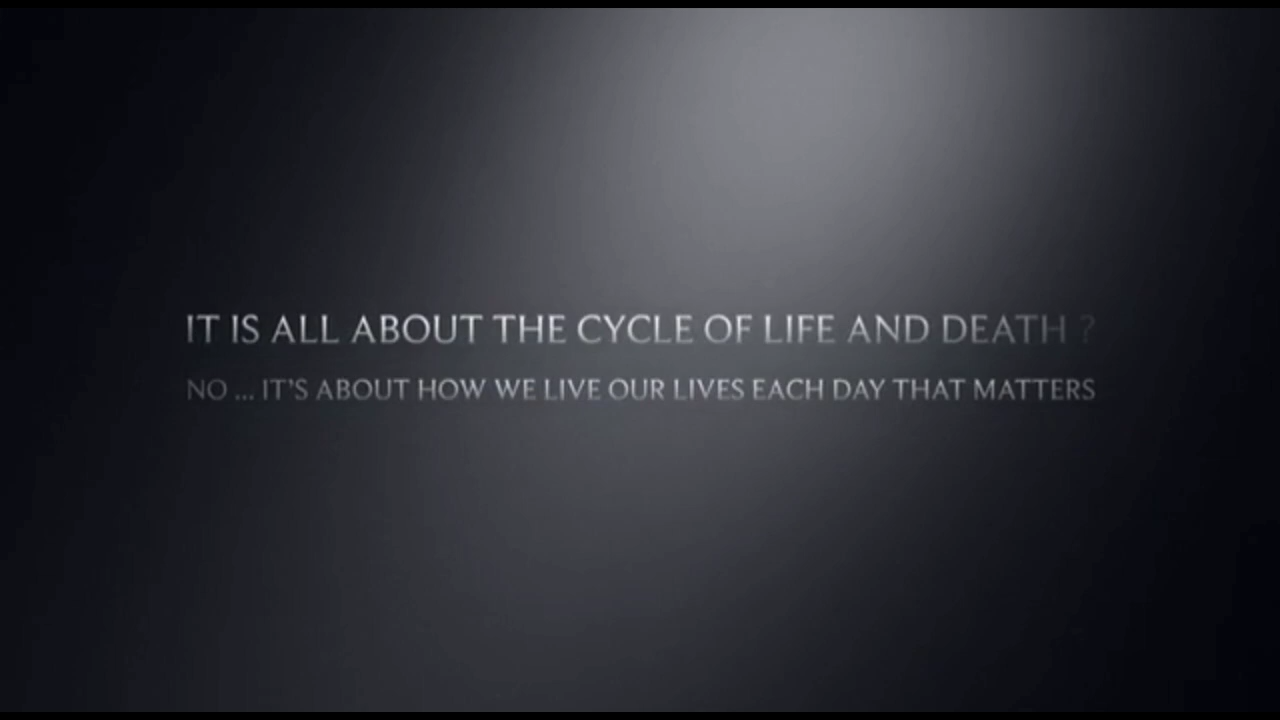 IT IS ALL ABOUT THE CYCLE OF LIFE AND DEATH ?
NO ... IT'S ABOUT HOW WE LIVE OUR LIVES EACH DAY THAT MATTERS